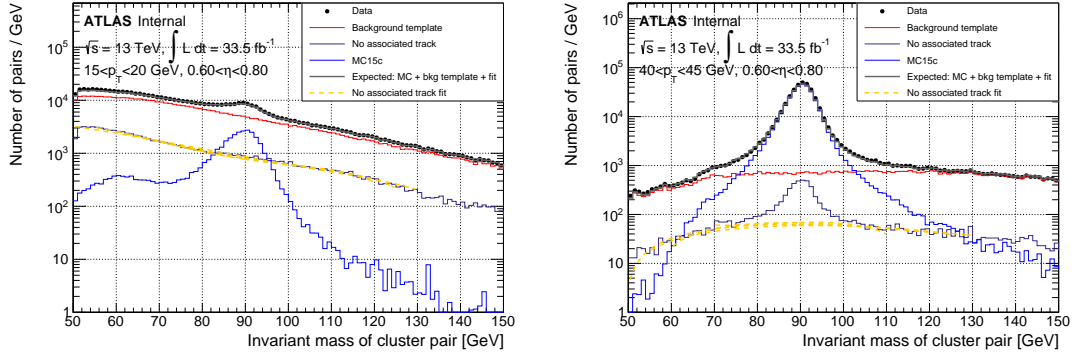 Number of pairs / GeV
ATLAS Internal
√s = 13 TeV, ∫ L dt = 33.5 fb⁻¹
15<p_T<20 GeV, 0.60<η<0.80
Data
Background template
No associated track
MC15c
Expected: MC + bkg template + fit
No associated track fit
10⁵
10⁴
10³
10²
10
1
50 60 70 80 90 100 110 120 130 140 150
Invariant mass of cluster pair [GeV]
Number of pairs / GeV
ATLAS Internal
√s = 13 TeV, ∫ L dt = 33.5 fb⁻¹
40<p_T<45 GeV, 0.60<η<0.80
Data
Background template
No associated track
MC15c
Expected: MC + bkg template + fit
No associated track fit
10⁶
10⁵
10⁴
10³
10²
10
1
50 60 70 80 90 100 110 120 130 140 150
Invariant mass of cluster pair [GeV]